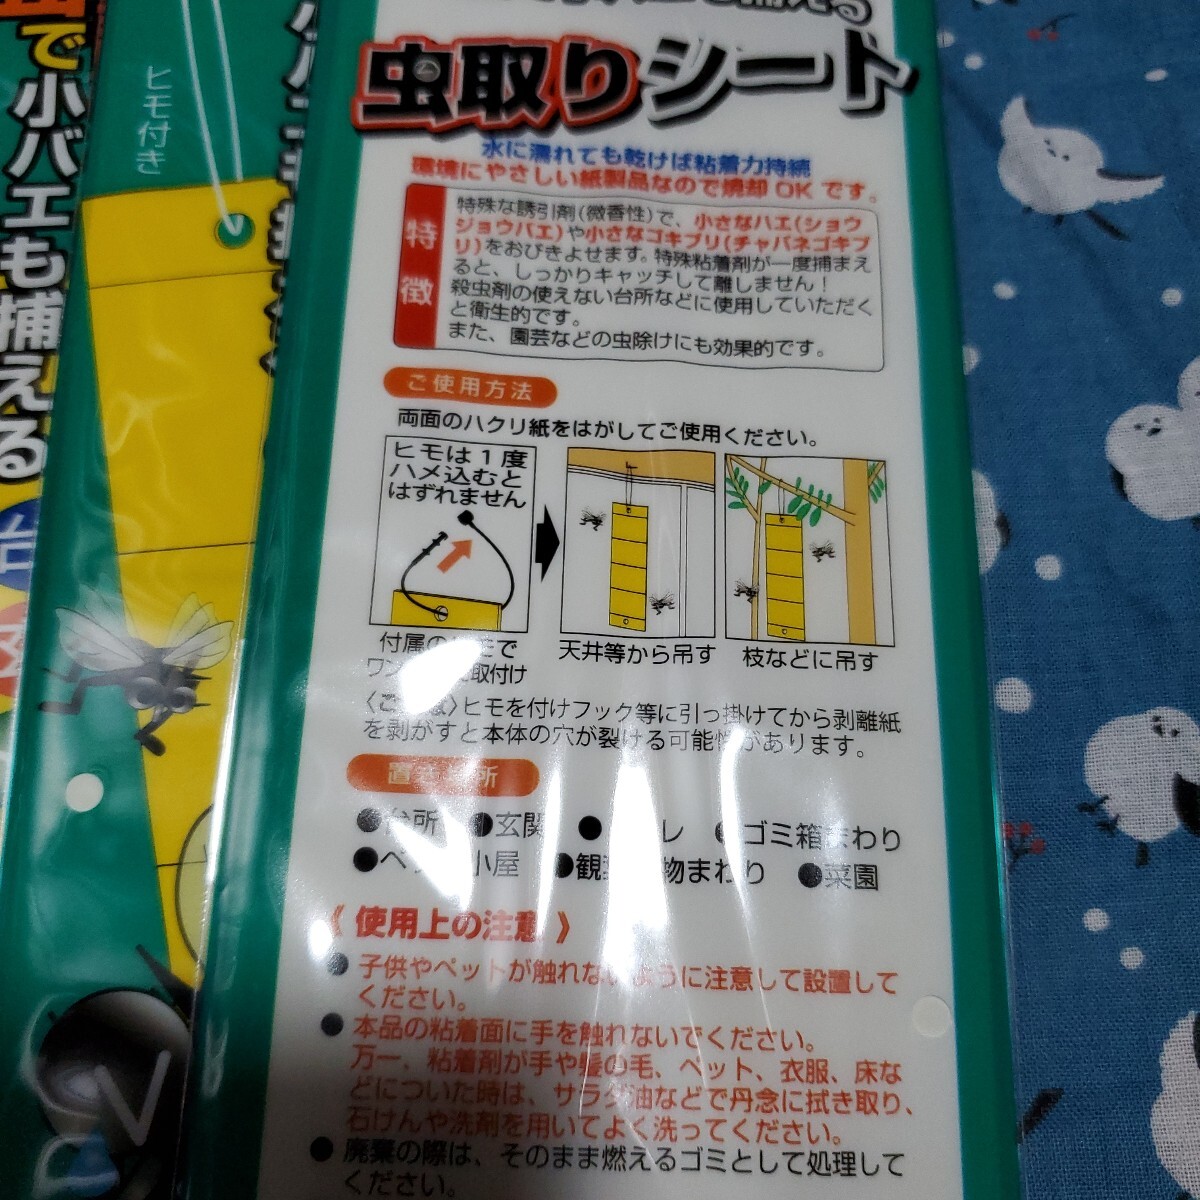 で小バエも捕える
ヒモ付き
虫取りシート
水に濡れても乾けば粘着力持続
環境にやさしい紙製品なので焼却OKです。
特徴
特殊な誘引剤(微香性)で、小さなハエ(ショウ
ジョウバエ)や小さなゴキブリ(チャバネゴキブ
リ)をおびきよせます。特殊粘着剤が一度捕まえ
ると、しっかりキャッチして離しません!
殺虫剤の使えない台所などに使用していただく
と衛生的です。
また、園芸などの虫除けにも効果的です。
ご使用方法
両面のハクリ紙をはがしてご使用ください。
ヒモは1度
ハメ込むと
はずれません
付属の で
ワン 取付け
天井等から吊す
枝などに吊す
ヒモを付けフック等に引っ掛けてから剥離紙
を剥がすと本体の穴が裂ける可能性があります。
置 所
●台所 ●玄関 ● レ ●ゴミ箱まわり
●ペ 小屋 ●観 物まわり ●菜園
《使用上の注意》
●子供やペットが触れないように注意して設置して
ください。
●本品の粘着面に手を触れないでください。
万一、粘着剤が手や髪の毛、ペット、衣服、床な
どについた時は、サラダ油などで丹念に拭き取り、
石けんや洗剤を用いてよく洗ってください。
●廃棄の際は、そのまま燃えるゴミとして処理して
ください。